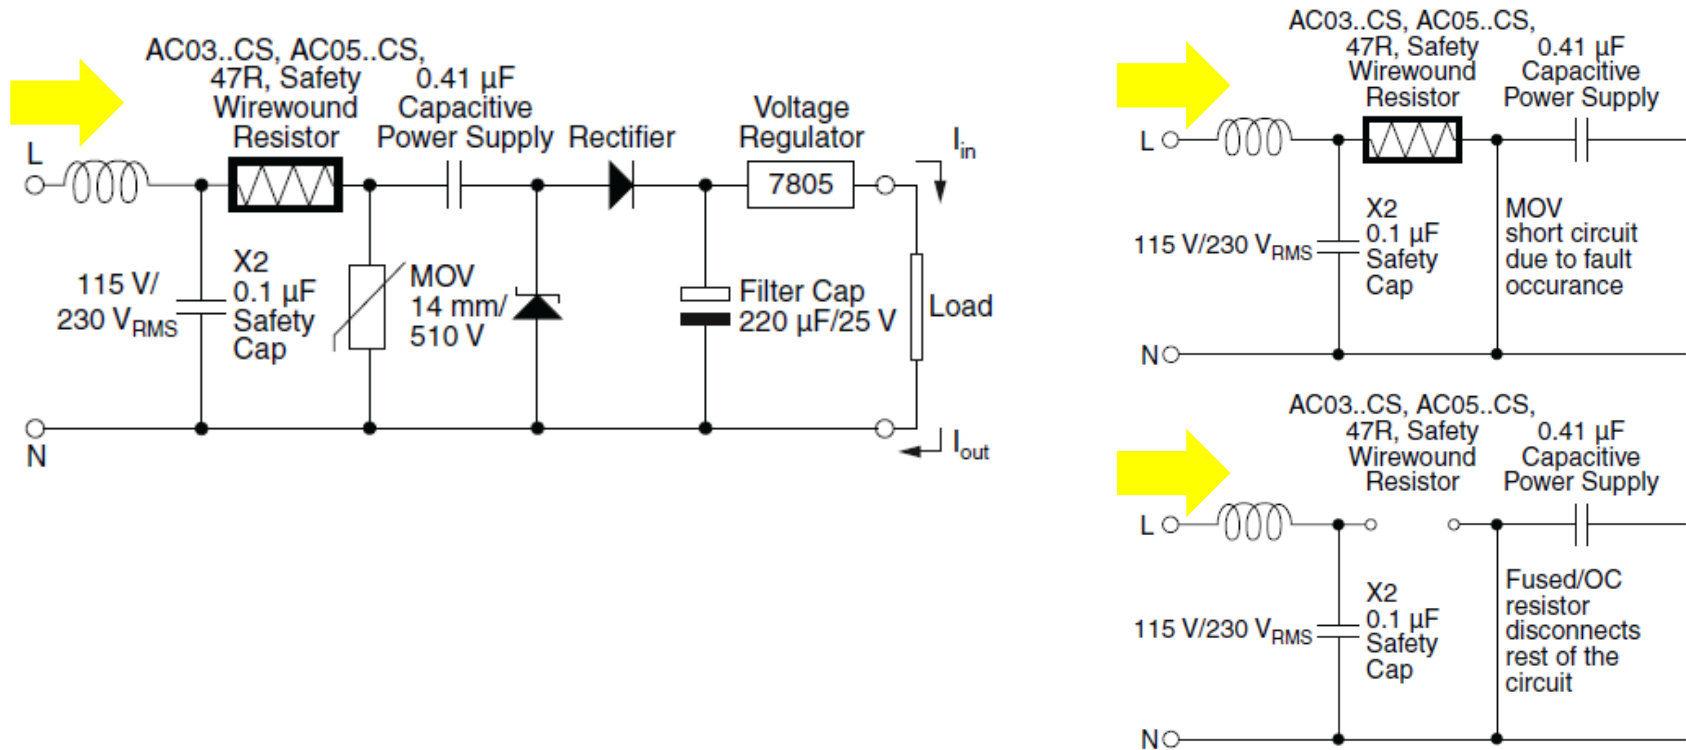 AC03..CS, AC05..CS,
47R, Safety
Wirewound
Resistor
0.41 µF
Capacitive
Power Supply
Rectifier
Voltage
Regulator
7805
I_in
L
115 V/
230 V_RMS
X2
0.1 µF
Safety
Cap
MOV
14 mm/
510 V
Filter Cap
220 µF/25 V
Load
N
I_out
AC03..CS, AC05..CS,
47R, Safety
Wirewound
Resistor
0.41 µF
Capacitive
Power Supply
L
115 V/230 V_RMS
X2
0.1 µF
Safety
Cap
MOV
short circuit
due to fault
occurance
N
AC03..CS, AC05..CS,
47R, Safety
Wirewound
Resistor
0.41 µF
Capacitive
Power Supply
L
115 V/230 V_RMS
X2
0.1 µF
Safety
Cap
Fused/OC
resistor
disconnects
rest of the
circuit
N